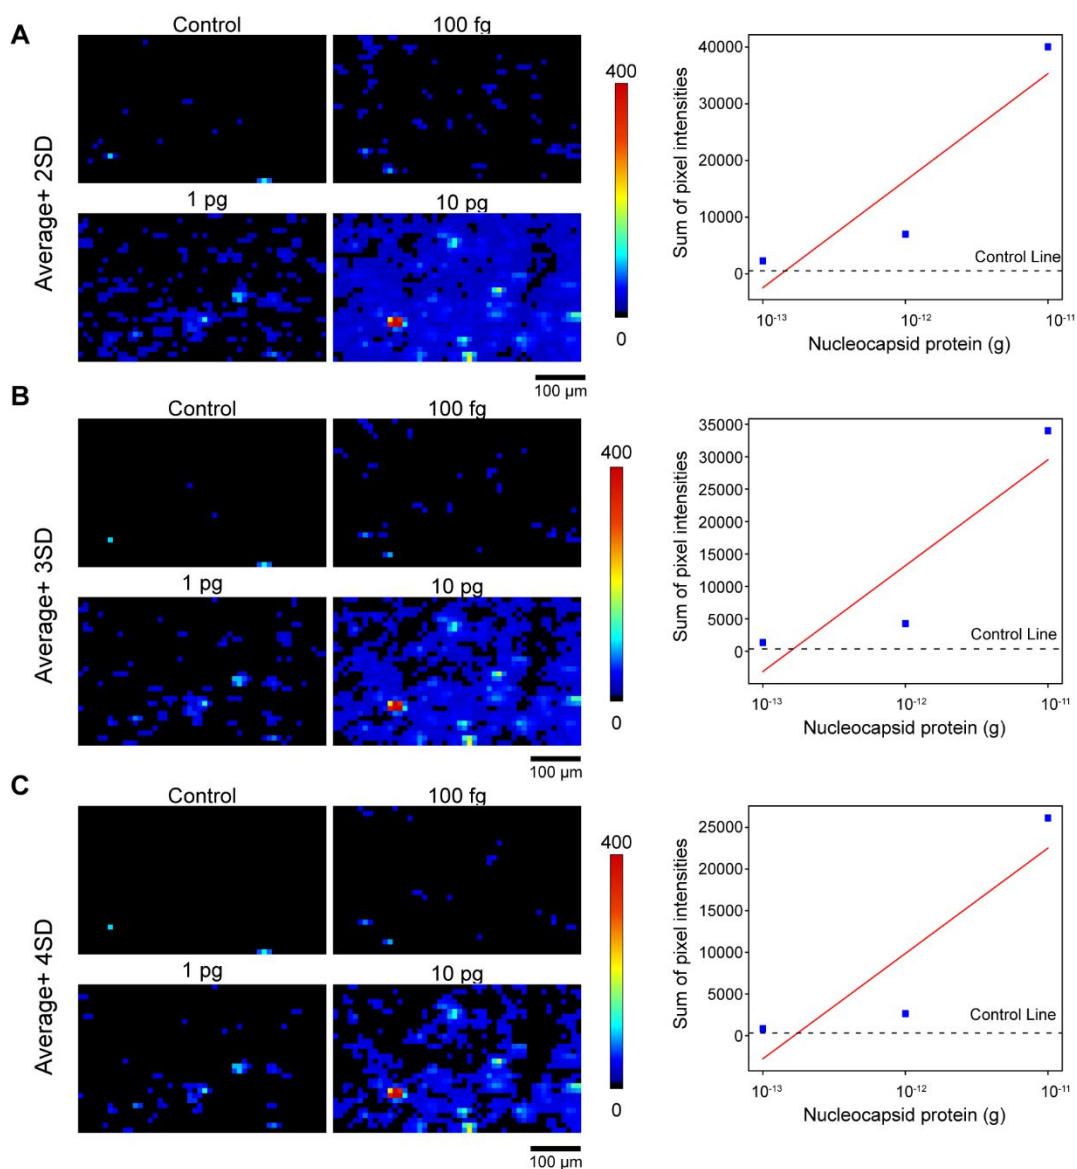 A
Control
100 fg
1 pg
10 pg
Average+ 2SD
400
0
100 µm
40000
30000
20000
10000
0
Sum of pixel intensities
Control Line
10-13
10-12
10-11
Nucleocapsid protein (g)
B
Control
100 fg
1 pg
10 pg
Average+ 3SD
400
0
100 µm
35000
30000
25000
20000
15000
10000
5000
0
Sum of pixel intensities
Control Line
10-13
10-12
10-11
Nucleocapsid protein (g)
C
Control
100 fg
1 pg
10 pg
Average+ 4SD
400
0
100 µm
25000
20000
15000
10000
5000
0
Sum of pixel intensities
Control Line
10-13
10-12
10-11
Nucleocapsid protein (g)